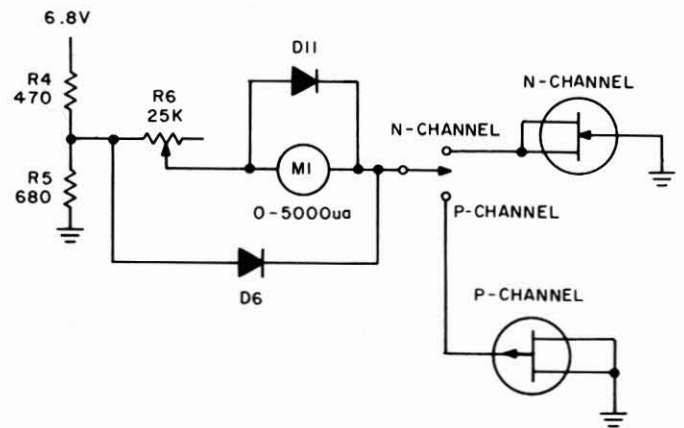 6.8V
R4
470
R5
680
R6
25K
D11
M1
0-5000ua
D6
N-CHANNEL
P-CHANNEL
N-CHANNEL
P-CHANNEL